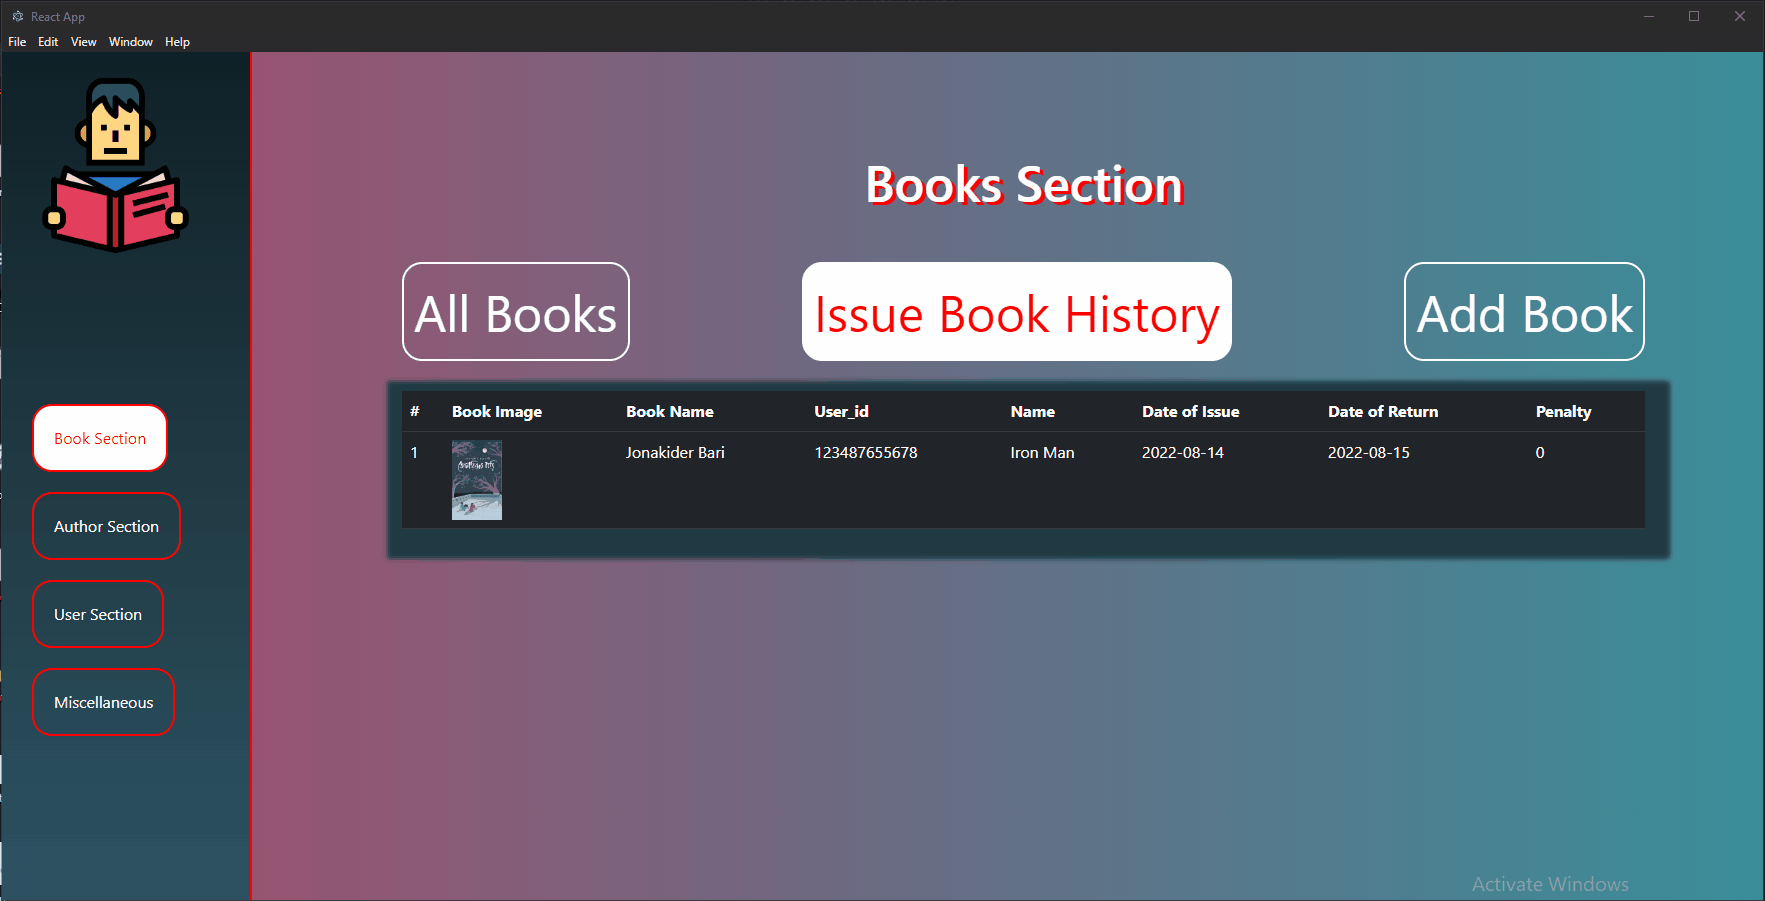 React App
File Edit View Window Help
Books Section
All Books
Issue Book History
Add Book
# Book Image Book Name User_id Name Date of Issue Date of Return Penalty
1 Jonakider Bari 123487655678 Iron Man 2022-08-14 2022-08-15 0
Book Section
Author Section
User Section
Miscellaneous
Activate Windows